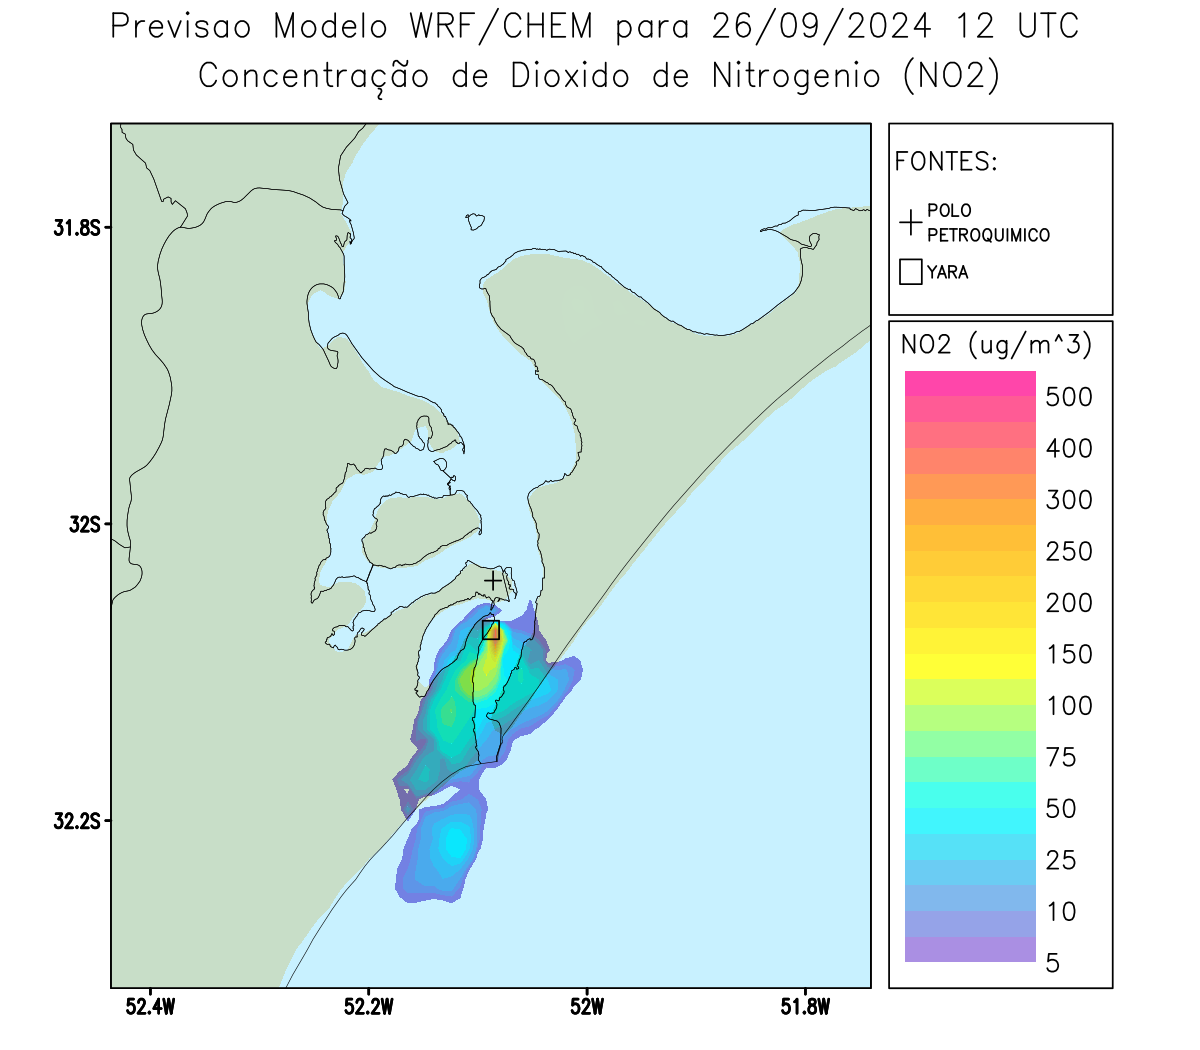 Previsao Modelo WRF/CHEM para 26/09/2024 12 UTC
Concentração de Dioxido de Nitrogenio (NO2)
FONTES:
POLO
PETROQUIMICO
YARA
NO2 (ug/m^3)
500
400
300
250
200
150
100
75
50
25
10
5
31.8S
32S
32.2S
52.4W
52.2W
52W
51.8W